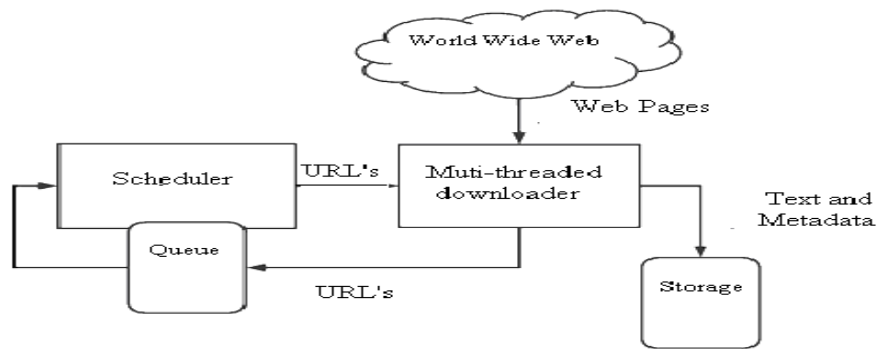 World Wide Web
Web Pages
Scheduler
URL's
Muti-threaded
downloader
Text and
Metadata
Queue
URL's
Storage